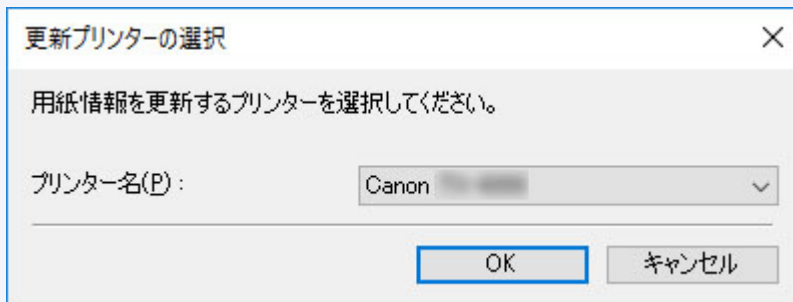 更新プリンターの選択
用紙情報を更新するプリンターを選択してください。
プリンター名(P)： Canon
OK キャンセル